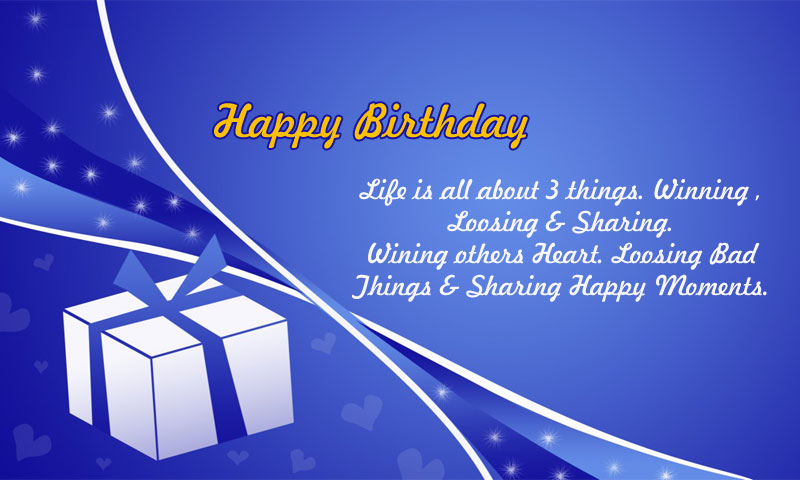 Happy Birthday
Life is all about 3 things. Winning ,
Loosing & Sharing.
Wining others Heart. Loosing Bad
Things & Sharing Happy Moments.